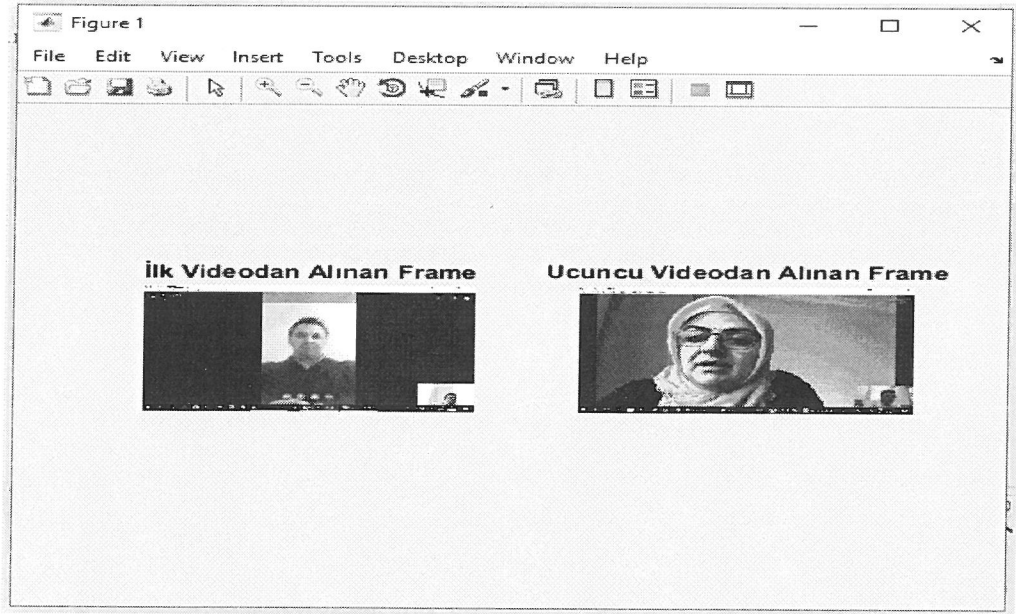 Figure 1
File Edit View Insert Tools Desktop Window Help
İlk Videodan Alınan Frame
Ucuncu Videodan Alınan Frame